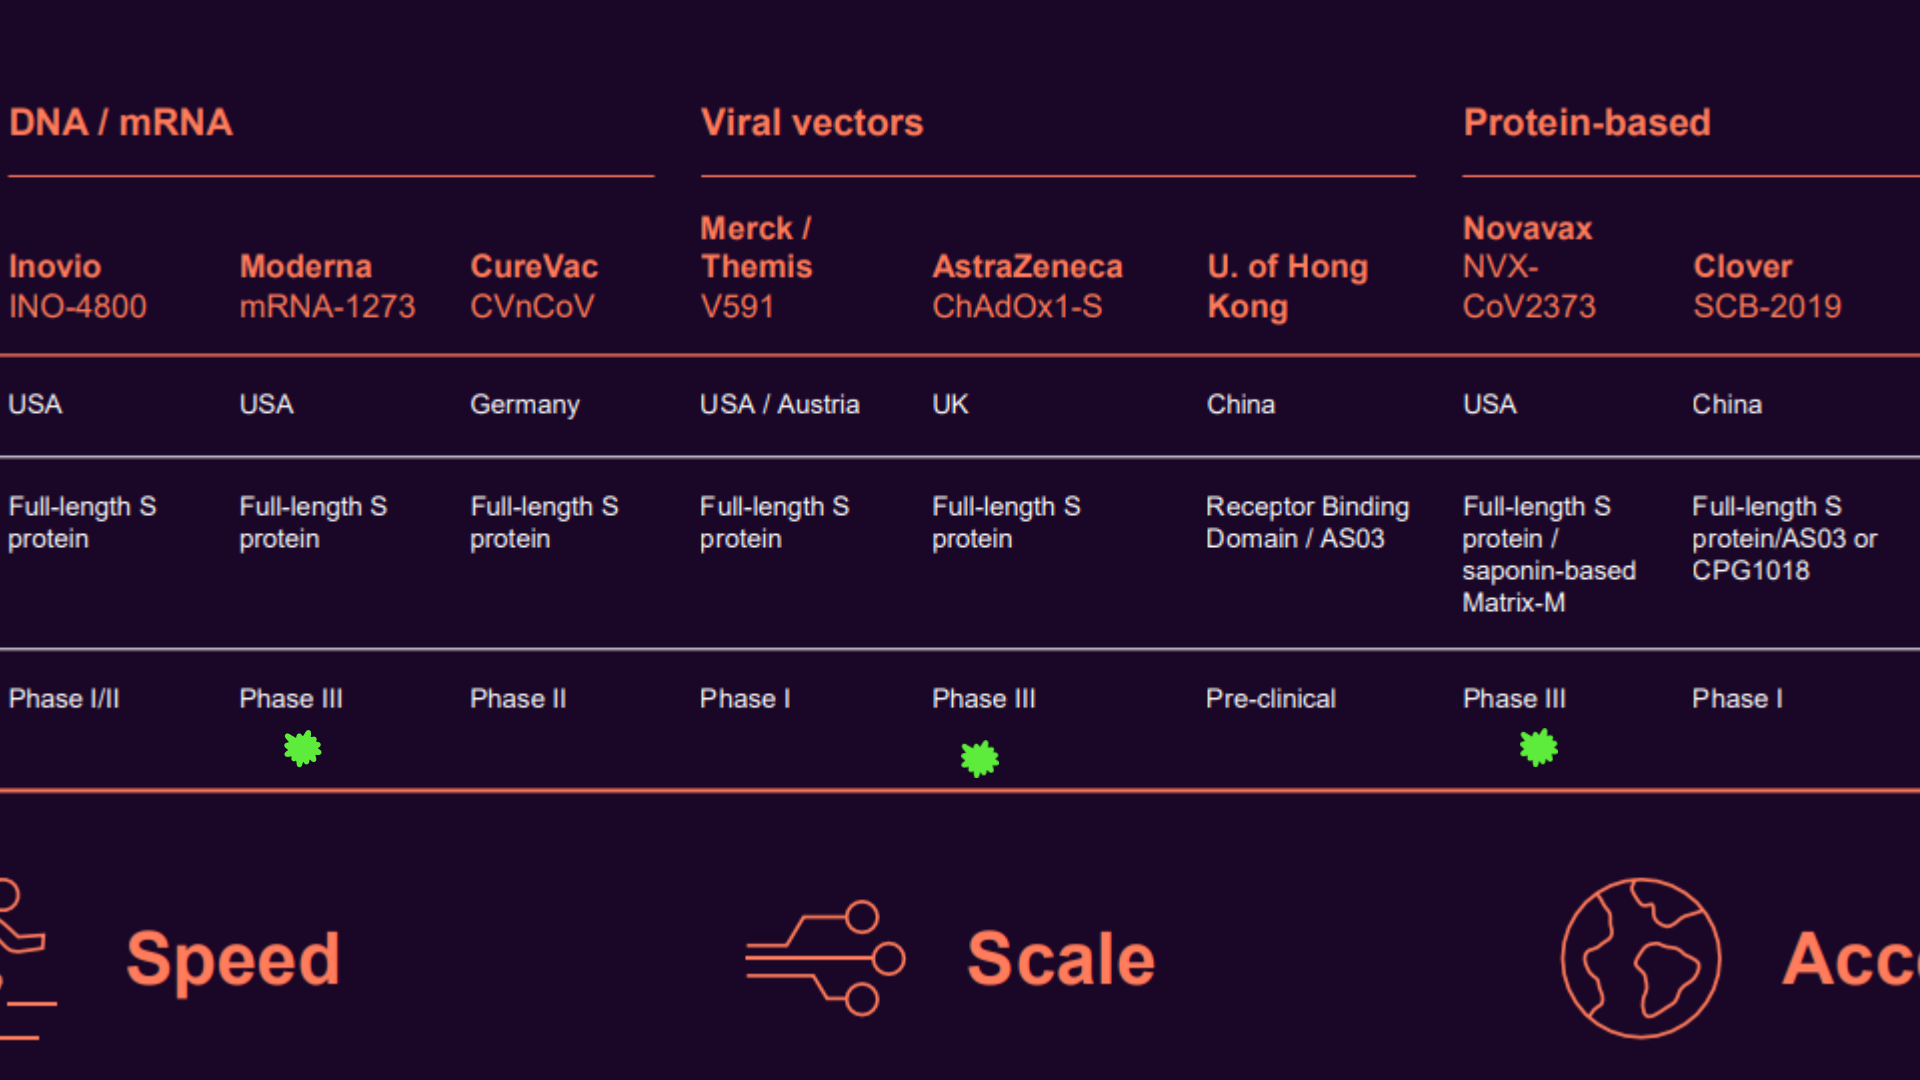 DNA / mRNA
Viral vectors
Protein-based
Inovio
INO-4800
Moderna
mRNA-1273
CureVac
CVnCoV
Merck /
Themis
V591
AstraZeneca
ChAdOx1-S
U. of Hong
Kong
Novavax
NVX-
CoV2373
Clover
SCB-2019
USA
USA
Germany
USA / Austria
UK
China
USA
China
Full-length S
protein
Full-length S
protein
Full-length S
protein
Full-length S
protein
Full-length S
protein
Receptor Binding
Domain / AS03
Full-length S
protein /
saponin-based
Matrix-M
Full-length S
protein/AS03 or
CPG1018
Phase I/II
Phase III
Phase II
Phase I
Phase III
Pre-clinical
Phase III
Phase I
Speed
Scale